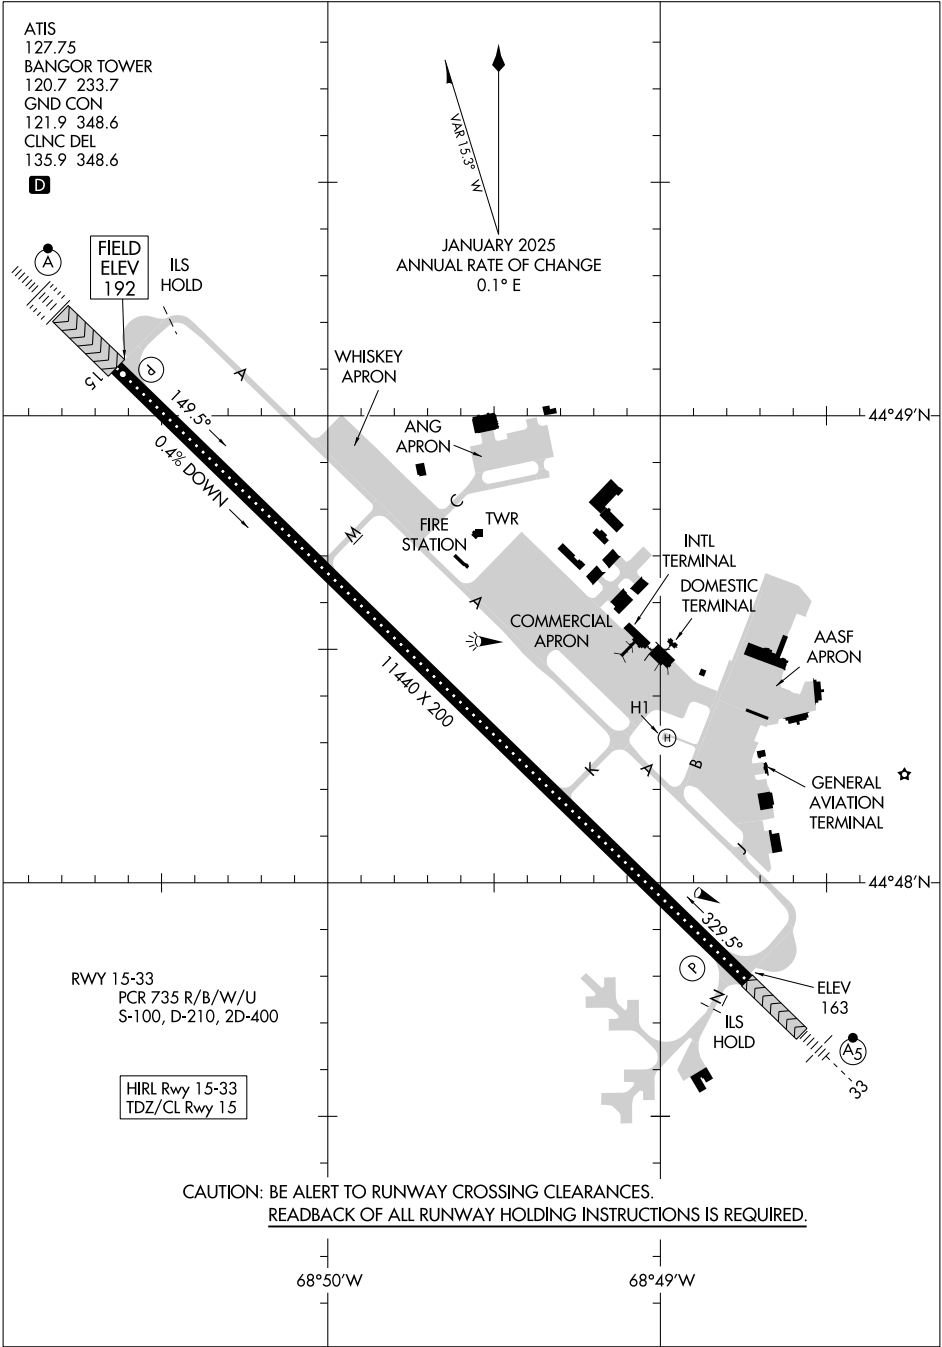 ATIS
127.75
BANGOR TOWER
120.7 233.7
GND CON
121.9 348.6
CLNC DEL
135.9 348.6
D
VAR 15.3° W
JANUARY 2025
ANNUAL RATE OF CHANGE
0.1° E
A
FIELD
ELEV
192
ILS
HOLD
P
15
A
WHISKEY
APRON
149.5°
0.4% DOWN
44°49'N
ANG
APRON
C
M
FIRE
STATION
TWR
INTL
TERMINAL
DOMESTIC
TERMINAL
A
COMMERCIAL
APRON
AASF
APRON
11440 X 200
H1
H
K
A
B
GENERAL
AVIATION
TERMINAL
J
44°48'N
329.5°
P
N
ILS
HOLD
ELEV
163
A5
33
RWY 15-33
PCR 735 R/B/W/U
S-100, D-210, 2D-400
HIRL Rwy 15-33
TDZ/CL Rwy 15
CAUTION: BE ALERT TO RUNWAY CROSSING CLEARANCES.
READBACK OF ALL RUNWAY HOLDING INSTRUCTIONS IS REQUIRED.
68°50'W
68°49'W